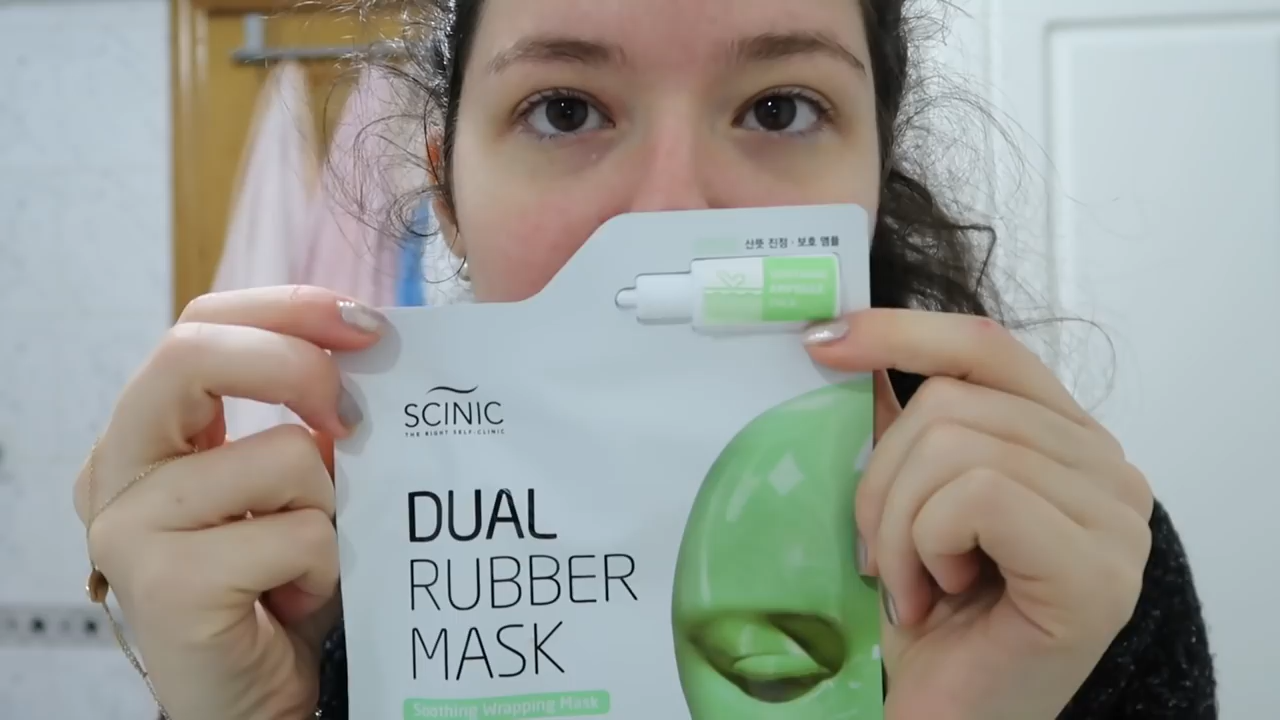 산뜻 진정 · 보호 앰플
SCINIC
THE RIGHT SELF-CLINIC
DUAL
RUBBER
MASK
Soothing Wrapping Mask